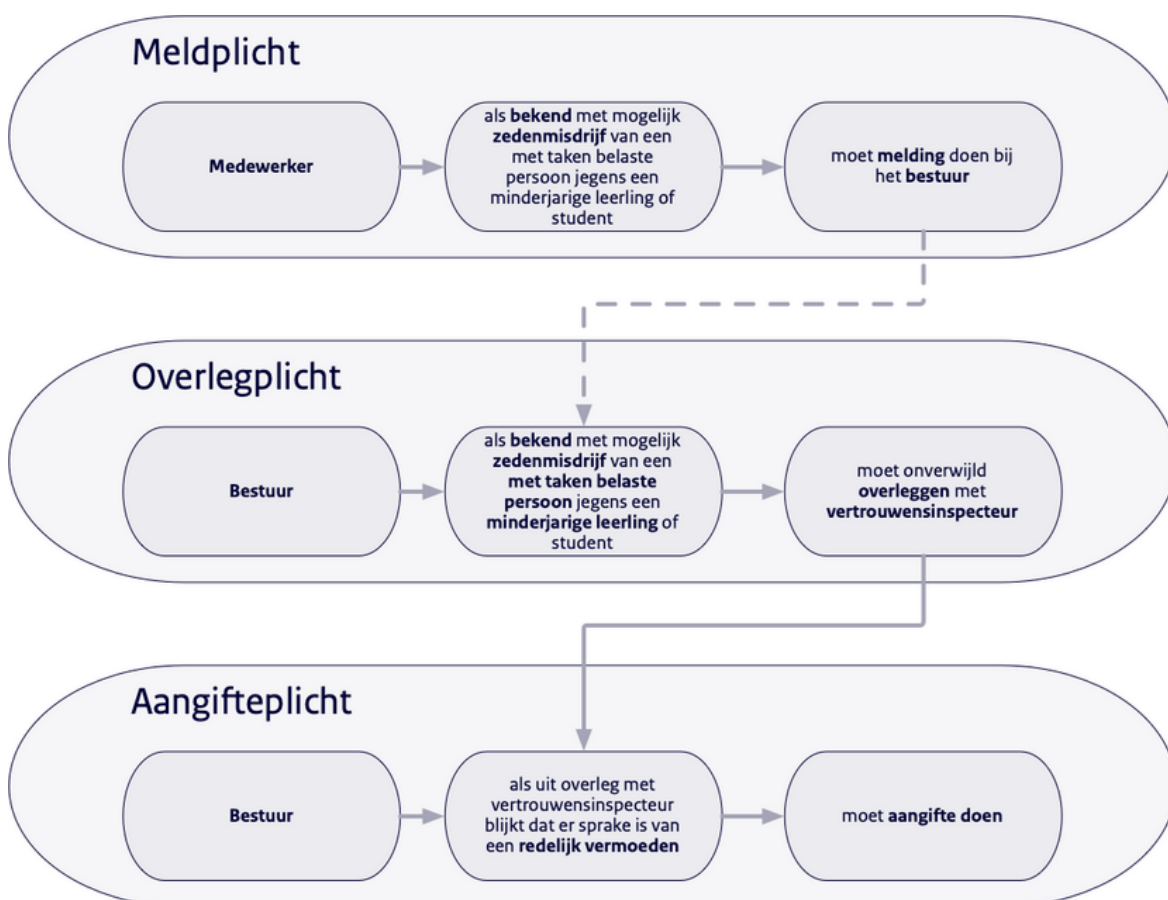 Meldplicht
Medewerker
als bekend met mogelijk
zedenmisdrijf van een
met taken belaste
persoon jegens een
minderjarige leerling of
student
moet melding doen bij
het bestuur
Overlegplicht
Bestuur
als bekend met mogelijk
zedenmisdrijf van een
met taken belaste
persoon jegens een
minderjarige leerling of
student
moet onverwijld
overleggen met
vertrouwensinspecteur
Aangifteplicht
Bestuur
als uit overleg met
vertrouwensinspecteur
blijkt dat er sprake is van
een redelijk vermoeden
moet aangifte doen